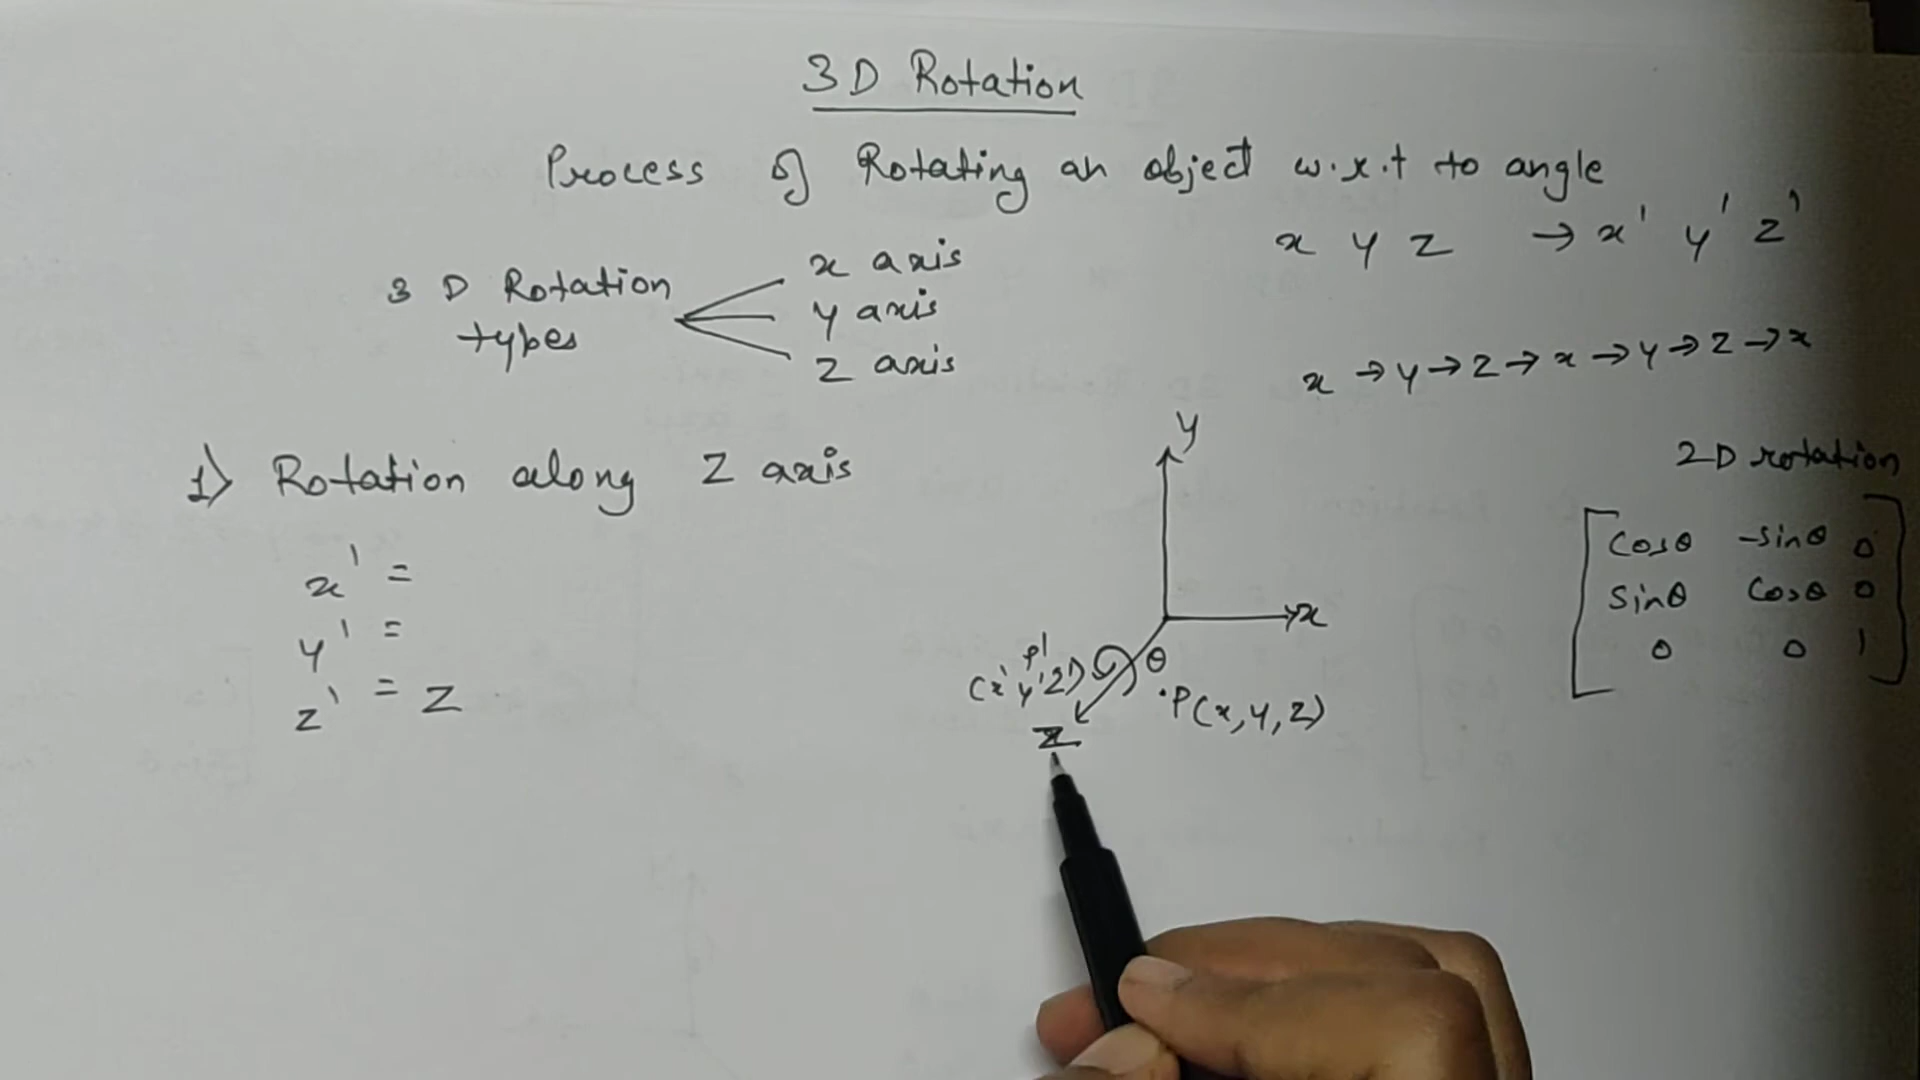 3D Rotation
Process of Rotating an object w.r.t to angle
x y z → x' y' z'
3 D Rotation
types
x axis
y axis
z axis
x → y → z → x → y → z → x
1) Rotation along z axis
x' =
y' =
z' = z
y
x
θ
P'
(x' y' z')
.P(x, y, z)
z
2D rotation
cosθ -sinθ 0
sinθ cosθ 0
0 0 1